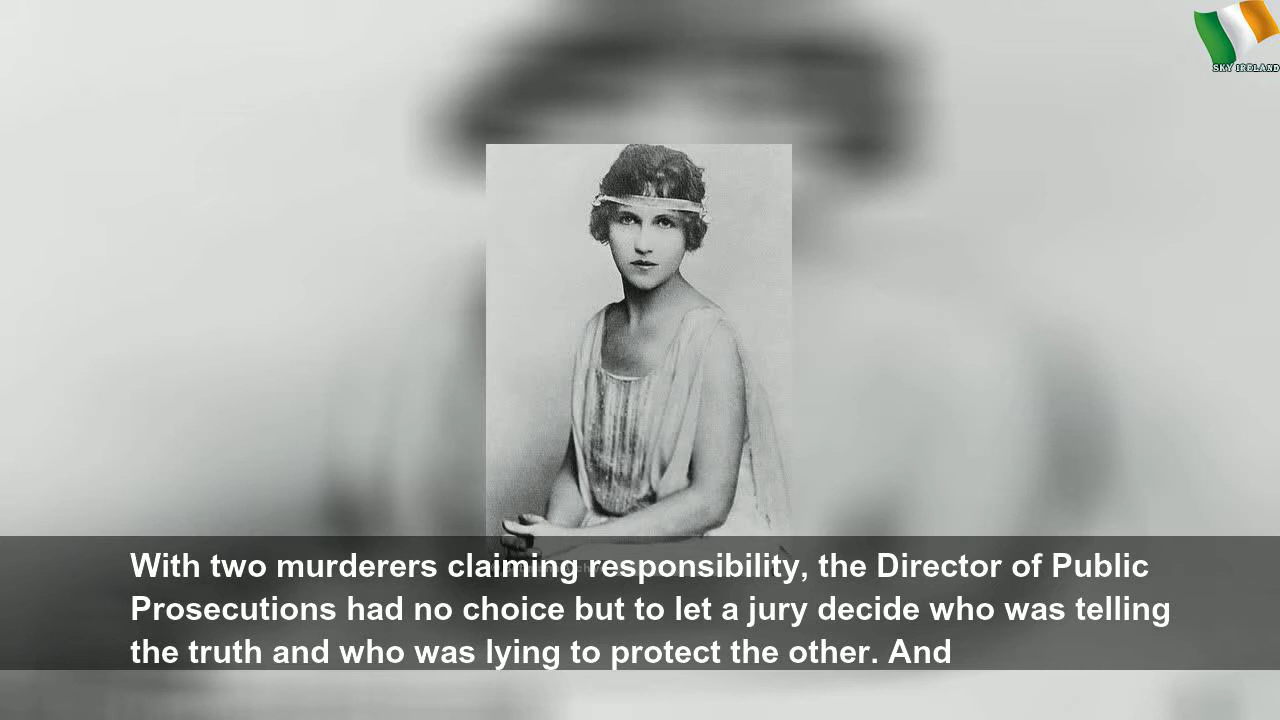 SKY IRELAND
With two murderers claiming responsibility, the Director of Public
Prosecutions had no choice but to let a jury decide who was telling
the truth and who was lying to protect the other. And